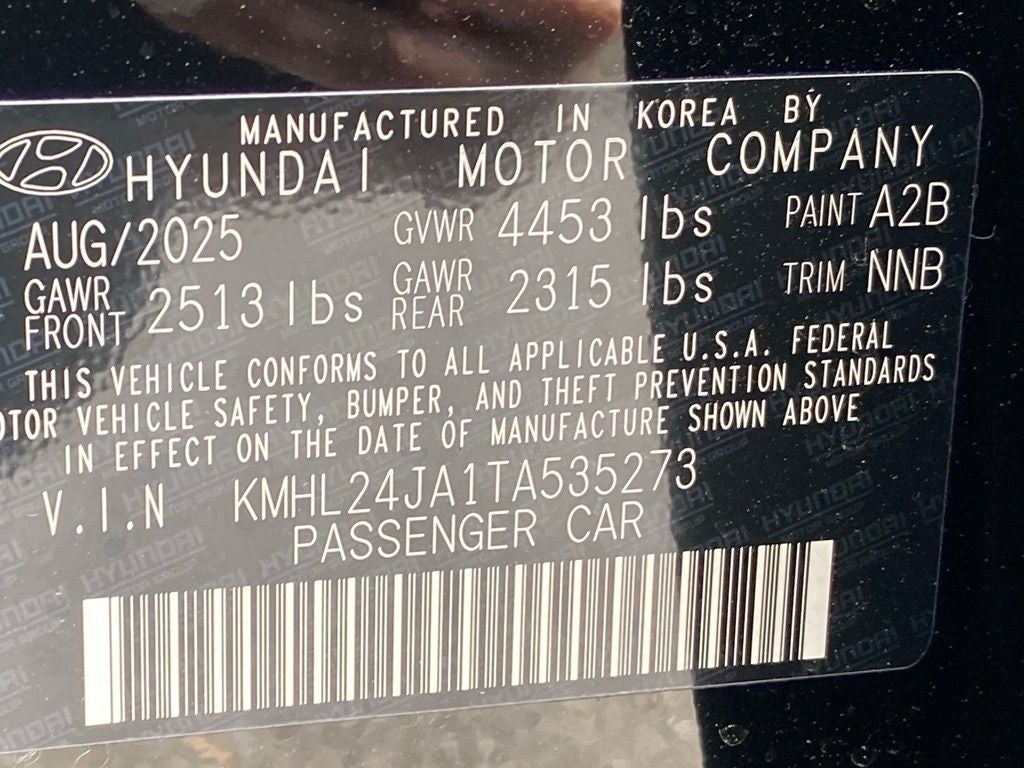 MANUFACTURED IN KOREA BY
HYUNDAI MOTOR COMPANY
AUG/2025 GVWR 4453 lbs PAINT A2B
GAWR FRONT 2513 lbs GAWR REAR 2315 lbs TRIM NNB
THIS VEHICLE CONFORMS TO ALL APPLICABLE U.S.A. FEDERAL
OTOR VEHICLE SAFETY, BUMPER, AND THEFT PREVENTION STANDARDS
IN EFFECT ON THE DATE OF MANUFACTURE SHOWN ABOVE
V.I.N KMHL24JA1TA535273
PASSENGER CAR